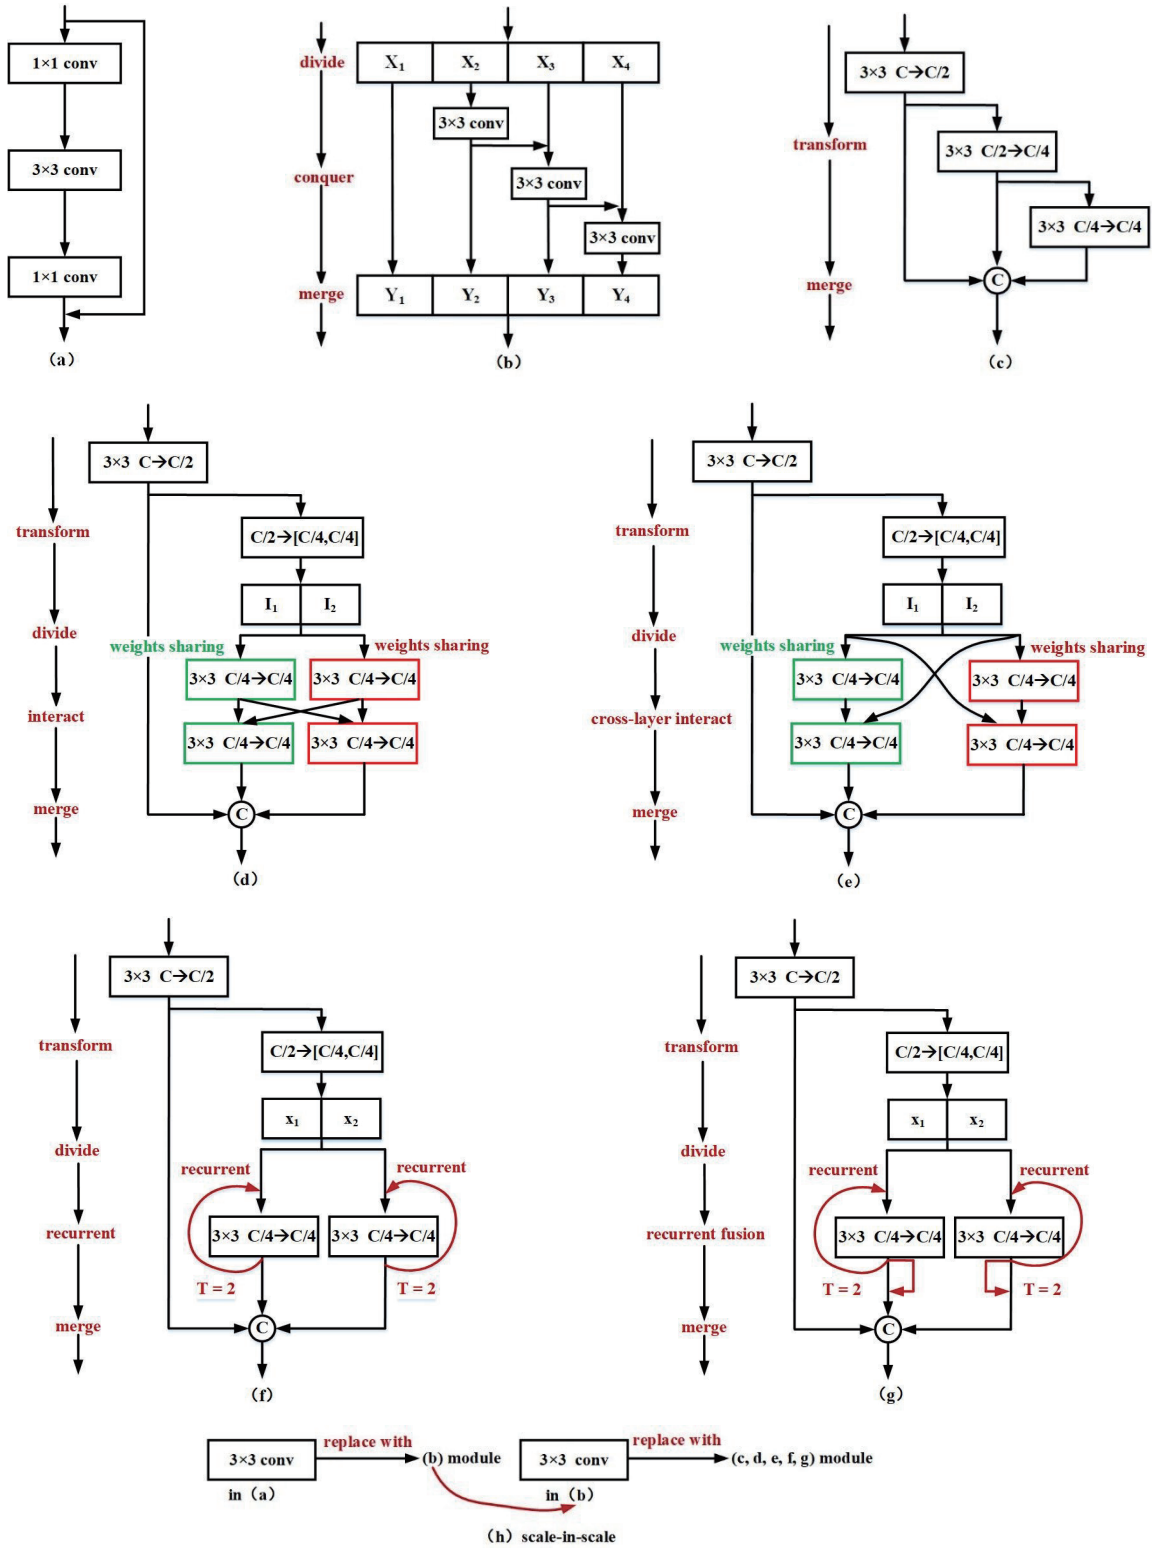 1×1 conv
3×3 conv
1×1 conv
(a)
divide
conquer
merge
X1 X2 X3 X4
3×3 conv
3×3 conv
3×3 conv
Y1 Y2 Y3 Y4
(b)
transform
merge
3×3 C→C/2
3×3 C/2→C/4
3×3 C/4→C/4
C
(c)
transform
divide
interact
merge
3×3 C→C/2
C/2→[C/4,C/4]
I1 I2
weights sharing weights sharing
3×3 C/4→C/4 3×3 C/4→C/4
3×3 C/4→C/4 3×3 C/4→C/4
C
(d)
transform
divide
cross-layer interact
merge
3×3 C→C/2
C/2→[C/4,C/4]
I1 I2
weights sharing weights sharing
3×3 C/4→C/4 3×3 C/4→C/4
3×3 C/4→C/4 3×3 C/4→C/4
C
(e)
transform
divide
recurrent
merge
3×3 C→C/2
C/2→[C/4,C/4]
x1 x2
recurrent recurrent
3×3 C/4→C/4 3×3 C/4→C/4
T = 2 T = 2
C
(f)
transform
divide
recurrent fusion
merge
3×3 C→C/2
C/2→[C/4,C/4]
x1 x2
recurrent recurrent
3×3 C/4→C/4 3×3 C/4→C/4
T = 2 T = 2
C
(g)
3×3 conv replace with (b) module 3×3 conv replace with (c, d, e, f, g) module
in (a) in (b)
(h) scale-in-scale